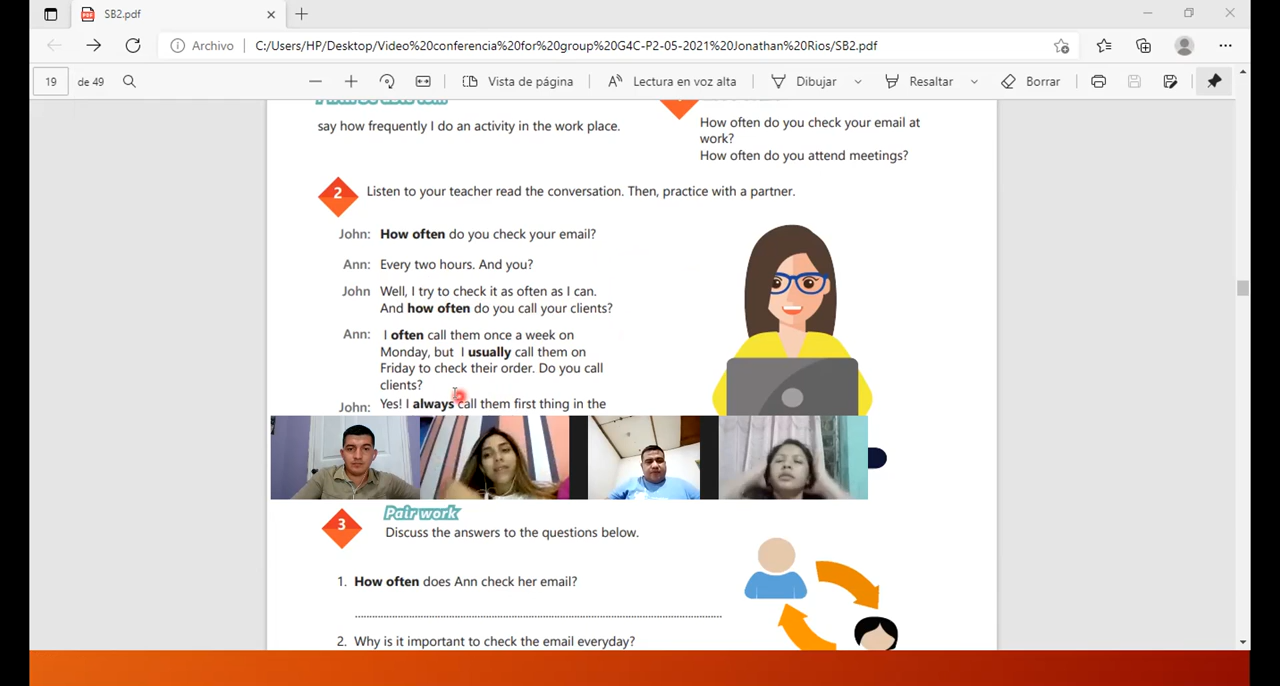 SB2.pdf
Archivo
C:/Users/HP/Desktop/Video%20conferencia%20for%20group%20G4C-P2-05-2021%20Jonathan%20Rios/SB2.pdf
19 de 49
Vista de página
Lectura en voz alta
Dibujar
Resaltar
Borrar
say how frequently I do an activity in the work place.
How often do you check your email at
work?
How often do you attend meetings?
2 Listen to your teacher read the conversation. Then, practice with a partner.
John: How often do you check your email?
Ann: Every two hours. And you?
John Well, I try to check it as often as I can.
And how often do you call your clients?
Ann: I often call them once a week on
Monday, but I usually call them on
Friday to check their order. Do you call
clients?
John: Yes! I always call them first thing in the
3 Pair work
Discuss the answers to the questions below.
1. How often does Ann check her email?
2. Why is it important to check the email everyday?